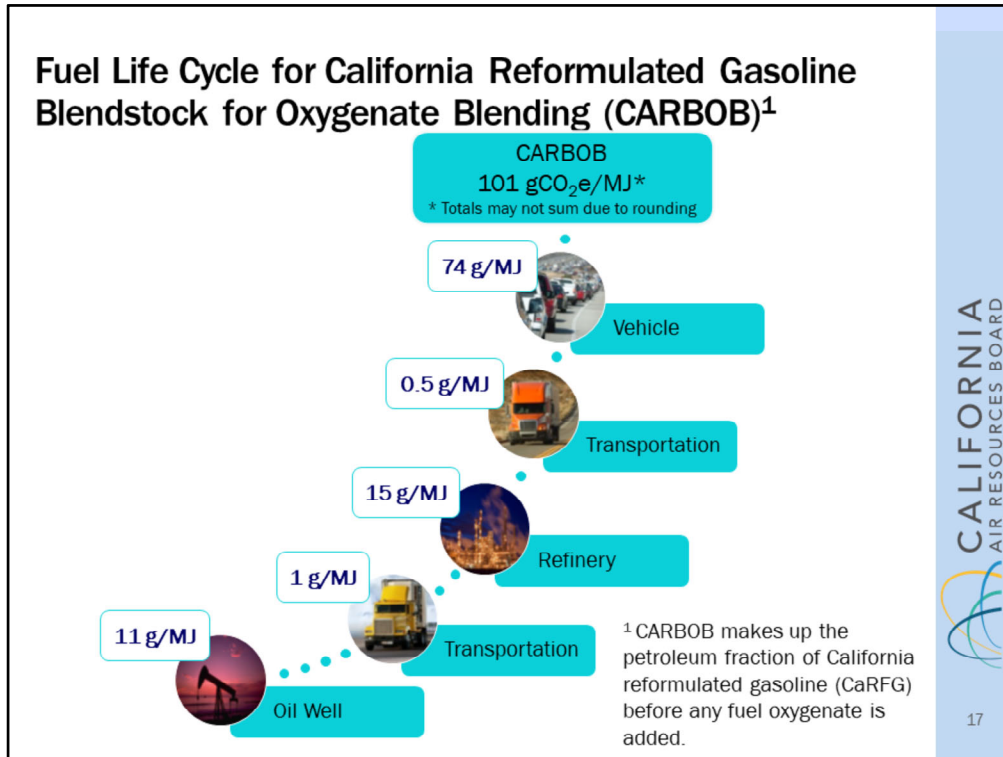 Fuel Life Cycle for California Reformulated Gasoline
Blendstock for Oxygenate Blending (CARBOB)¹
CARBOB
101 gCO₂e/MJ*
* Totals may not sum due to rounding
74 g/MJ
Vehicle
0.5 g/MJ
Transportation
15 g/MJ
Refinery
1 g/MJ
Transportation
11 g/MJ
Oil Well
¹ CARBOB makes up the
petroleum fraction of California
reformulated gasoline (CaRFG)
before any fuel oxygenate is
added.
CALIFORNIA
AIR RESOURCES BOARD
17